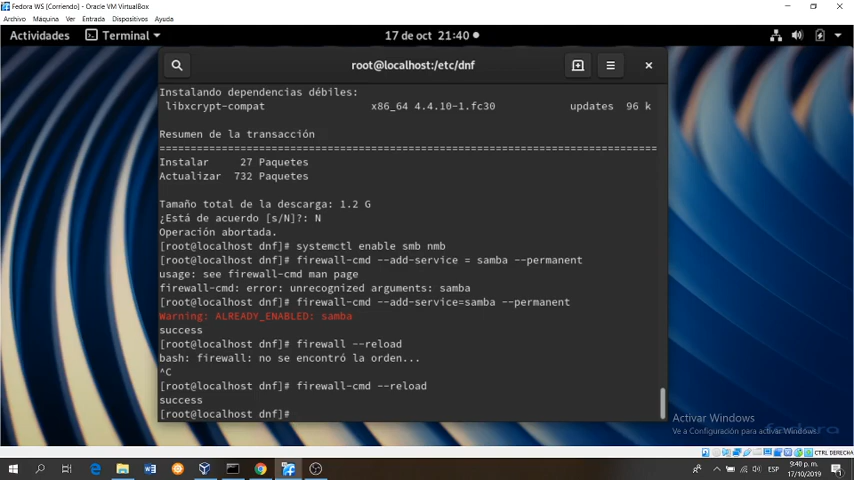 Fedora WS [Corriendo] - Oracle VM VirtualBox
Archivo Máquina Ver Entrada Dispositivos Ayuda
Actividades Terminal 17 de oct 21:40
root@localhost:/etc/dnf
Instalando dependencias débiles:
libxcrypt-compat x86_64 4.4.10-1.fc30 updates 96 k
Resumen de la transacción
================================================================================
Instalar 27 Paquetes
Actualizar 732 Paquetes
Tamaño total de la descarga: 1.2 G
¿Está de acuerdo [s/N]?: N
Operación abortada.
[root@localhost dnf]# systemctl enable smb nmb
[root@localhost dnf]# firewall-cmd --add-service = samba --permanent
usage: see firewall-cmd man page
firewall-cmd: error: unrecognized arguments: samba
[root@localhost dnf]# firewall-cmd --add-service=samba --permanent
Warning: ALREADY_ENABLED: samba
success
[root@localhost dnf]# firewall --reload
bash: firewall: no se encontró la orden...
^C
[root@localhost dnf]# firewall-cmd --reload
success
[root@localhost dnf]#
Activar Windows
Ve a Configuración para activar Windows.
fedora
CTRL DERECHA
ESP
9:40 p. m.
17/10/2019